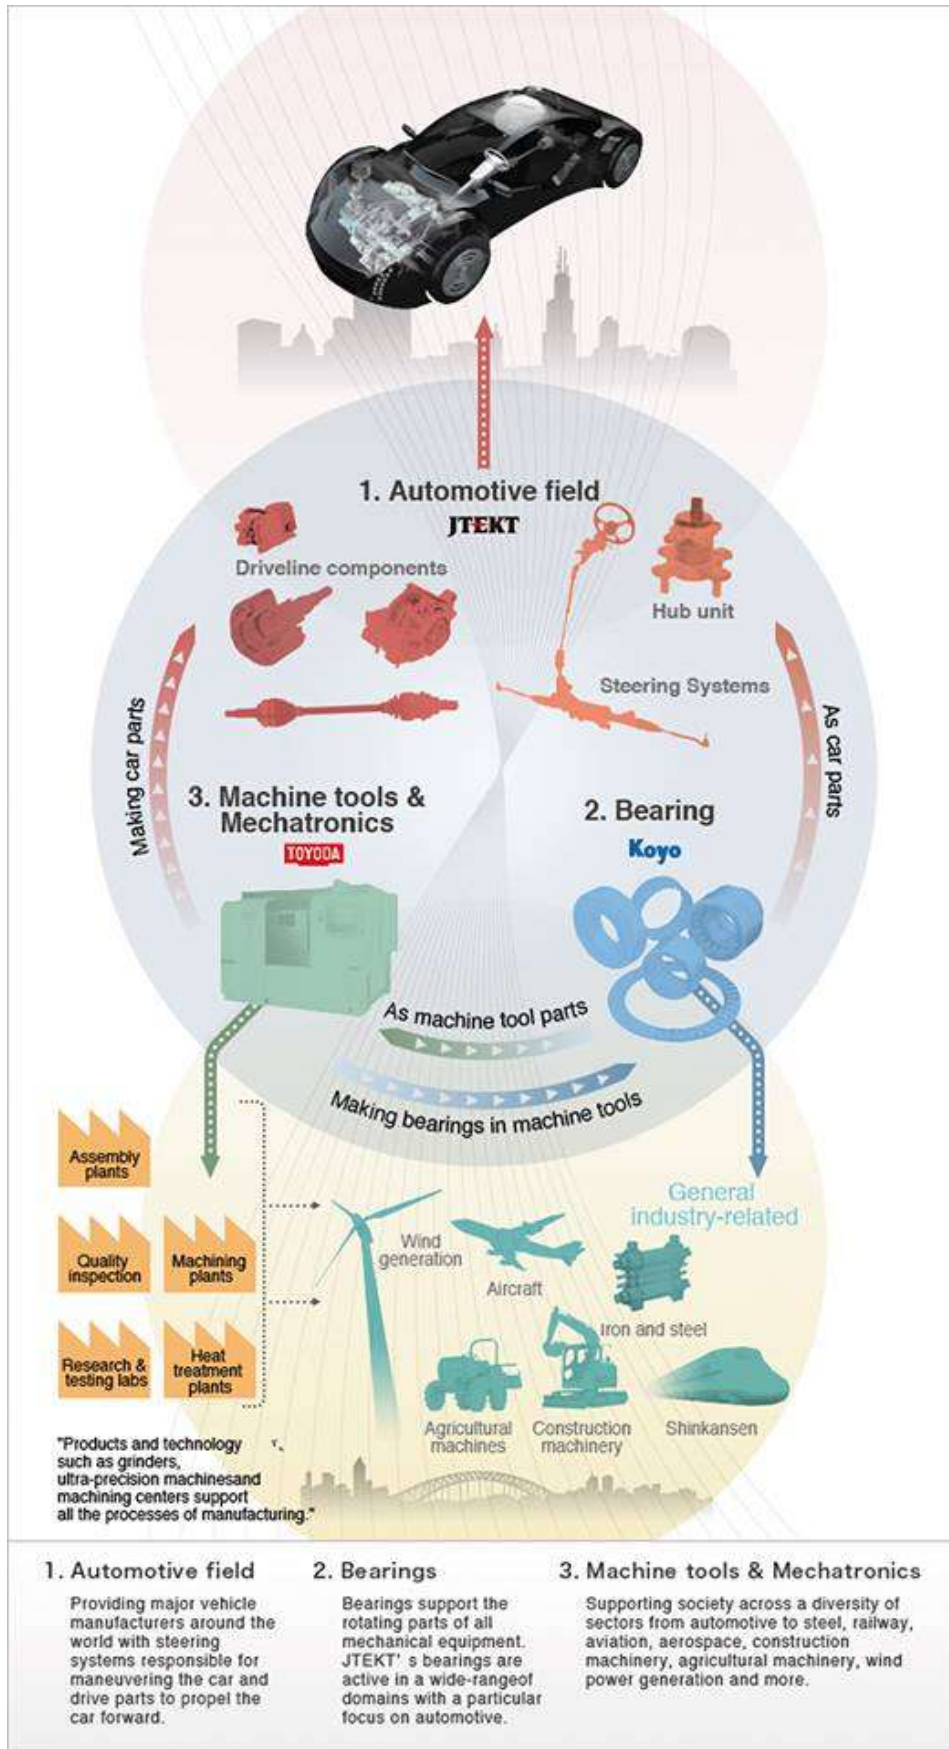 1. Automotive field
JTEKT
Driveline components
Hub unit
Steering Systems
Making car parts
As car parts
3. Machine tools &
Mechatronics
TOYODA
2. Bearing
Koyo
As machine tool parts
Making bearings in machine tools
Assembly
plants
Quality
inspection
Machining
plants
Research &
testing labs
Heat
treatment
plants
General
industry-related
Wind
generation
Aircraft
Iron and steel
Agricultural
machines
Construction
machinery
Shinkansen
"Products and technology
such as grinders,
ultra-precision machinesand
machining centers support
all the processes of manufacturing."
1. Automotive field
Providing major vehicle
manufacturers around the
world with steering
systems responsible for
maneuvering the car and
drive parts to propel the
car forward.
2. Bearings
Bearings support the
rotating parts of all
mechanical equipment.
JTEKT' s bearings are
active in a wide-rangeof
domains with a particular
focus on automotive.
3. Machine tools & Mechatronics
Supporting society across a diversity of
sectors from automotive to steel, railway,
aviation, aerospace, construction
machinery, agricultural machinery, wind
power generation and more.